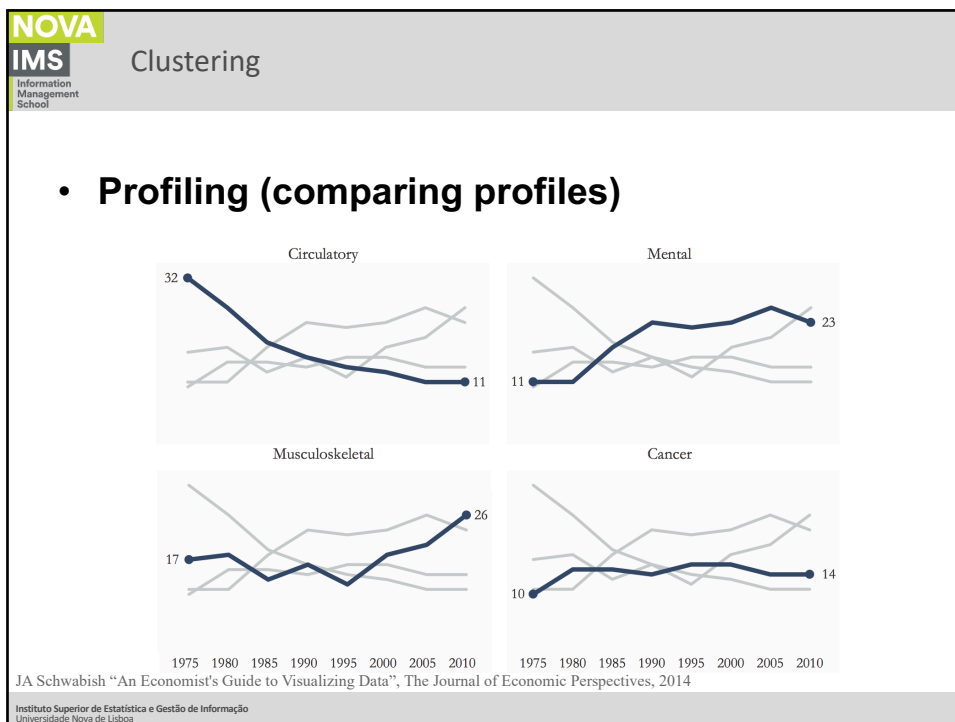 NOVA
IMS
Information
Management
School
Clustering
• Profiling (comparing profiles)
Circulatory
32
11
Mental
11
23
Musculoskeletal
17
26
Cancer
10
14
1975 1980 1985 1990 1995 2000 2005 2010
1975 1980 1985 1990 1995 2000 2005 2010
JA Schwabish “An Economist's Guide to Visualizing Data”, The Journal of Economic Perspectives, 2014
Instituto Superior de Estatística e Gestão de Informação
Universidade Nova de Lisboa